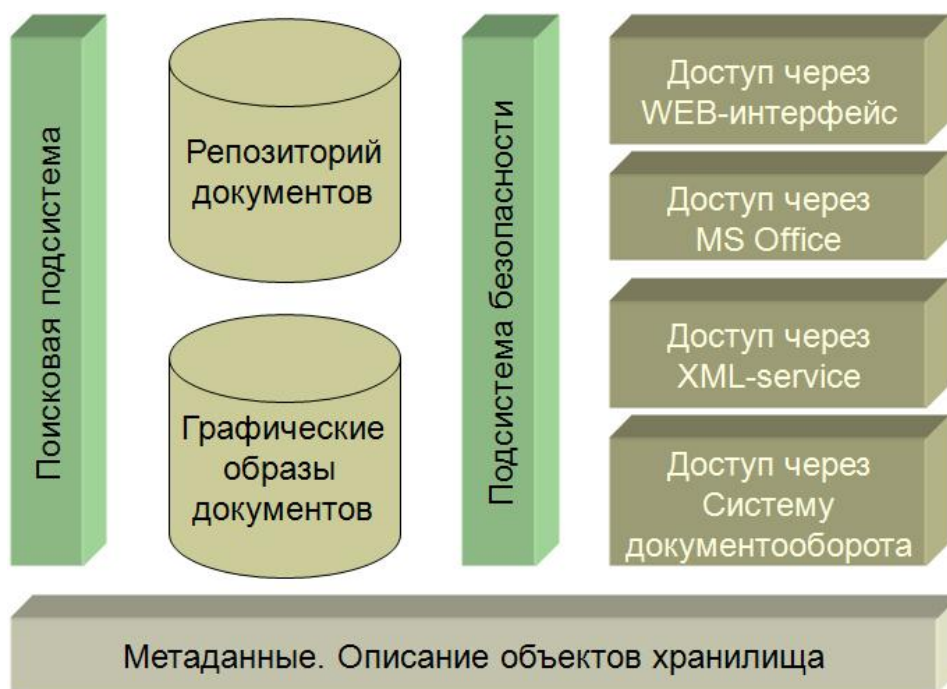 Поисковая подсистема
Репозиторий
документов
Графические
образы
документов
Подсистема безопасности
Доступ через
WEB-интерфейс
Доступ через
MS Office
Доступ через
XML-service
Доступ через
Систему
документооборота
Метаданные. Описание объектов хранилища